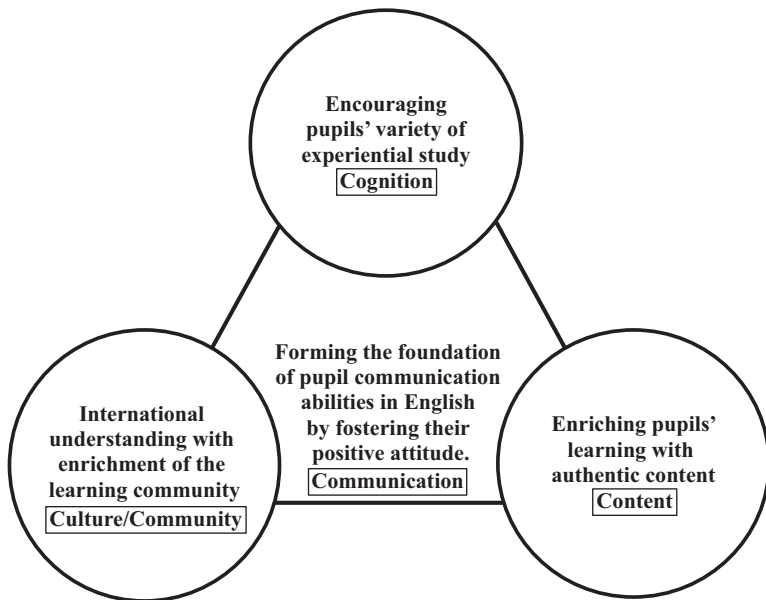 Encouraging
pupils’ variety of
experiential study
Cognition
Forming the foundation
of pupil communication
abilities in English
by fostering their
positive attitude.
Communication
International
understanding with
enrichment of the
learning community
Culture/Community
Enriching pupils’
learning with
authentic content
Content